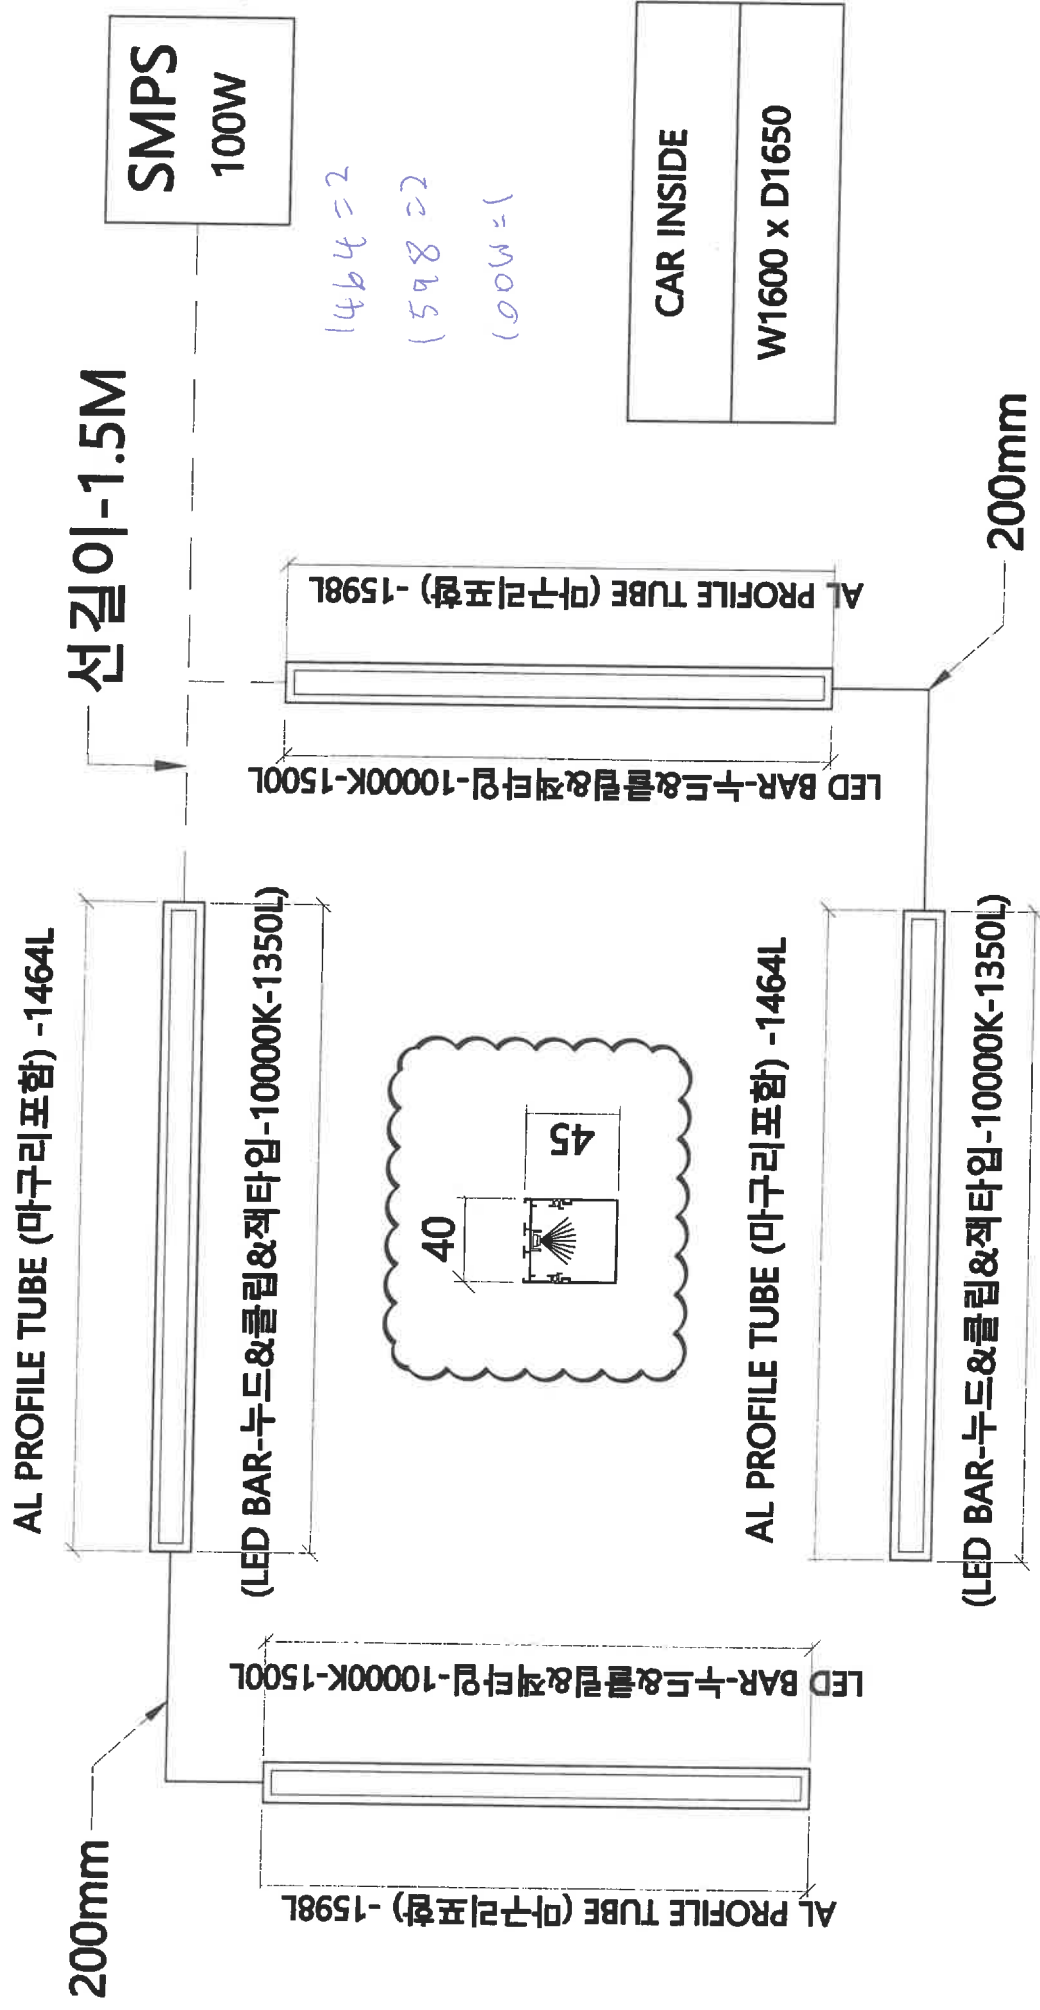 SMPS
100W
선길이-1.5M
1464=2
1598=2
100W=1
CAR INSIDE
W1600 x D1650
AL PROFILE TUBE (마구리포함) -1464L
(LED BAR-누드&클립&잭타입-10000K-1350L)
200mm
AL PROFILE TUBE (마구리포함) -1598L
LED BAR-누드&클립&잭타입-10000K-1500L
40
45
LED BAR-누드&클립&잭타입-10000K-1500L
AL PROFILE TUBE (마구리포함) -1598L
AL PROFILE TUBE (마구리포함) -1464L
(LED BAR-누드&클립&잭타입-10000K-1350L)
200mm